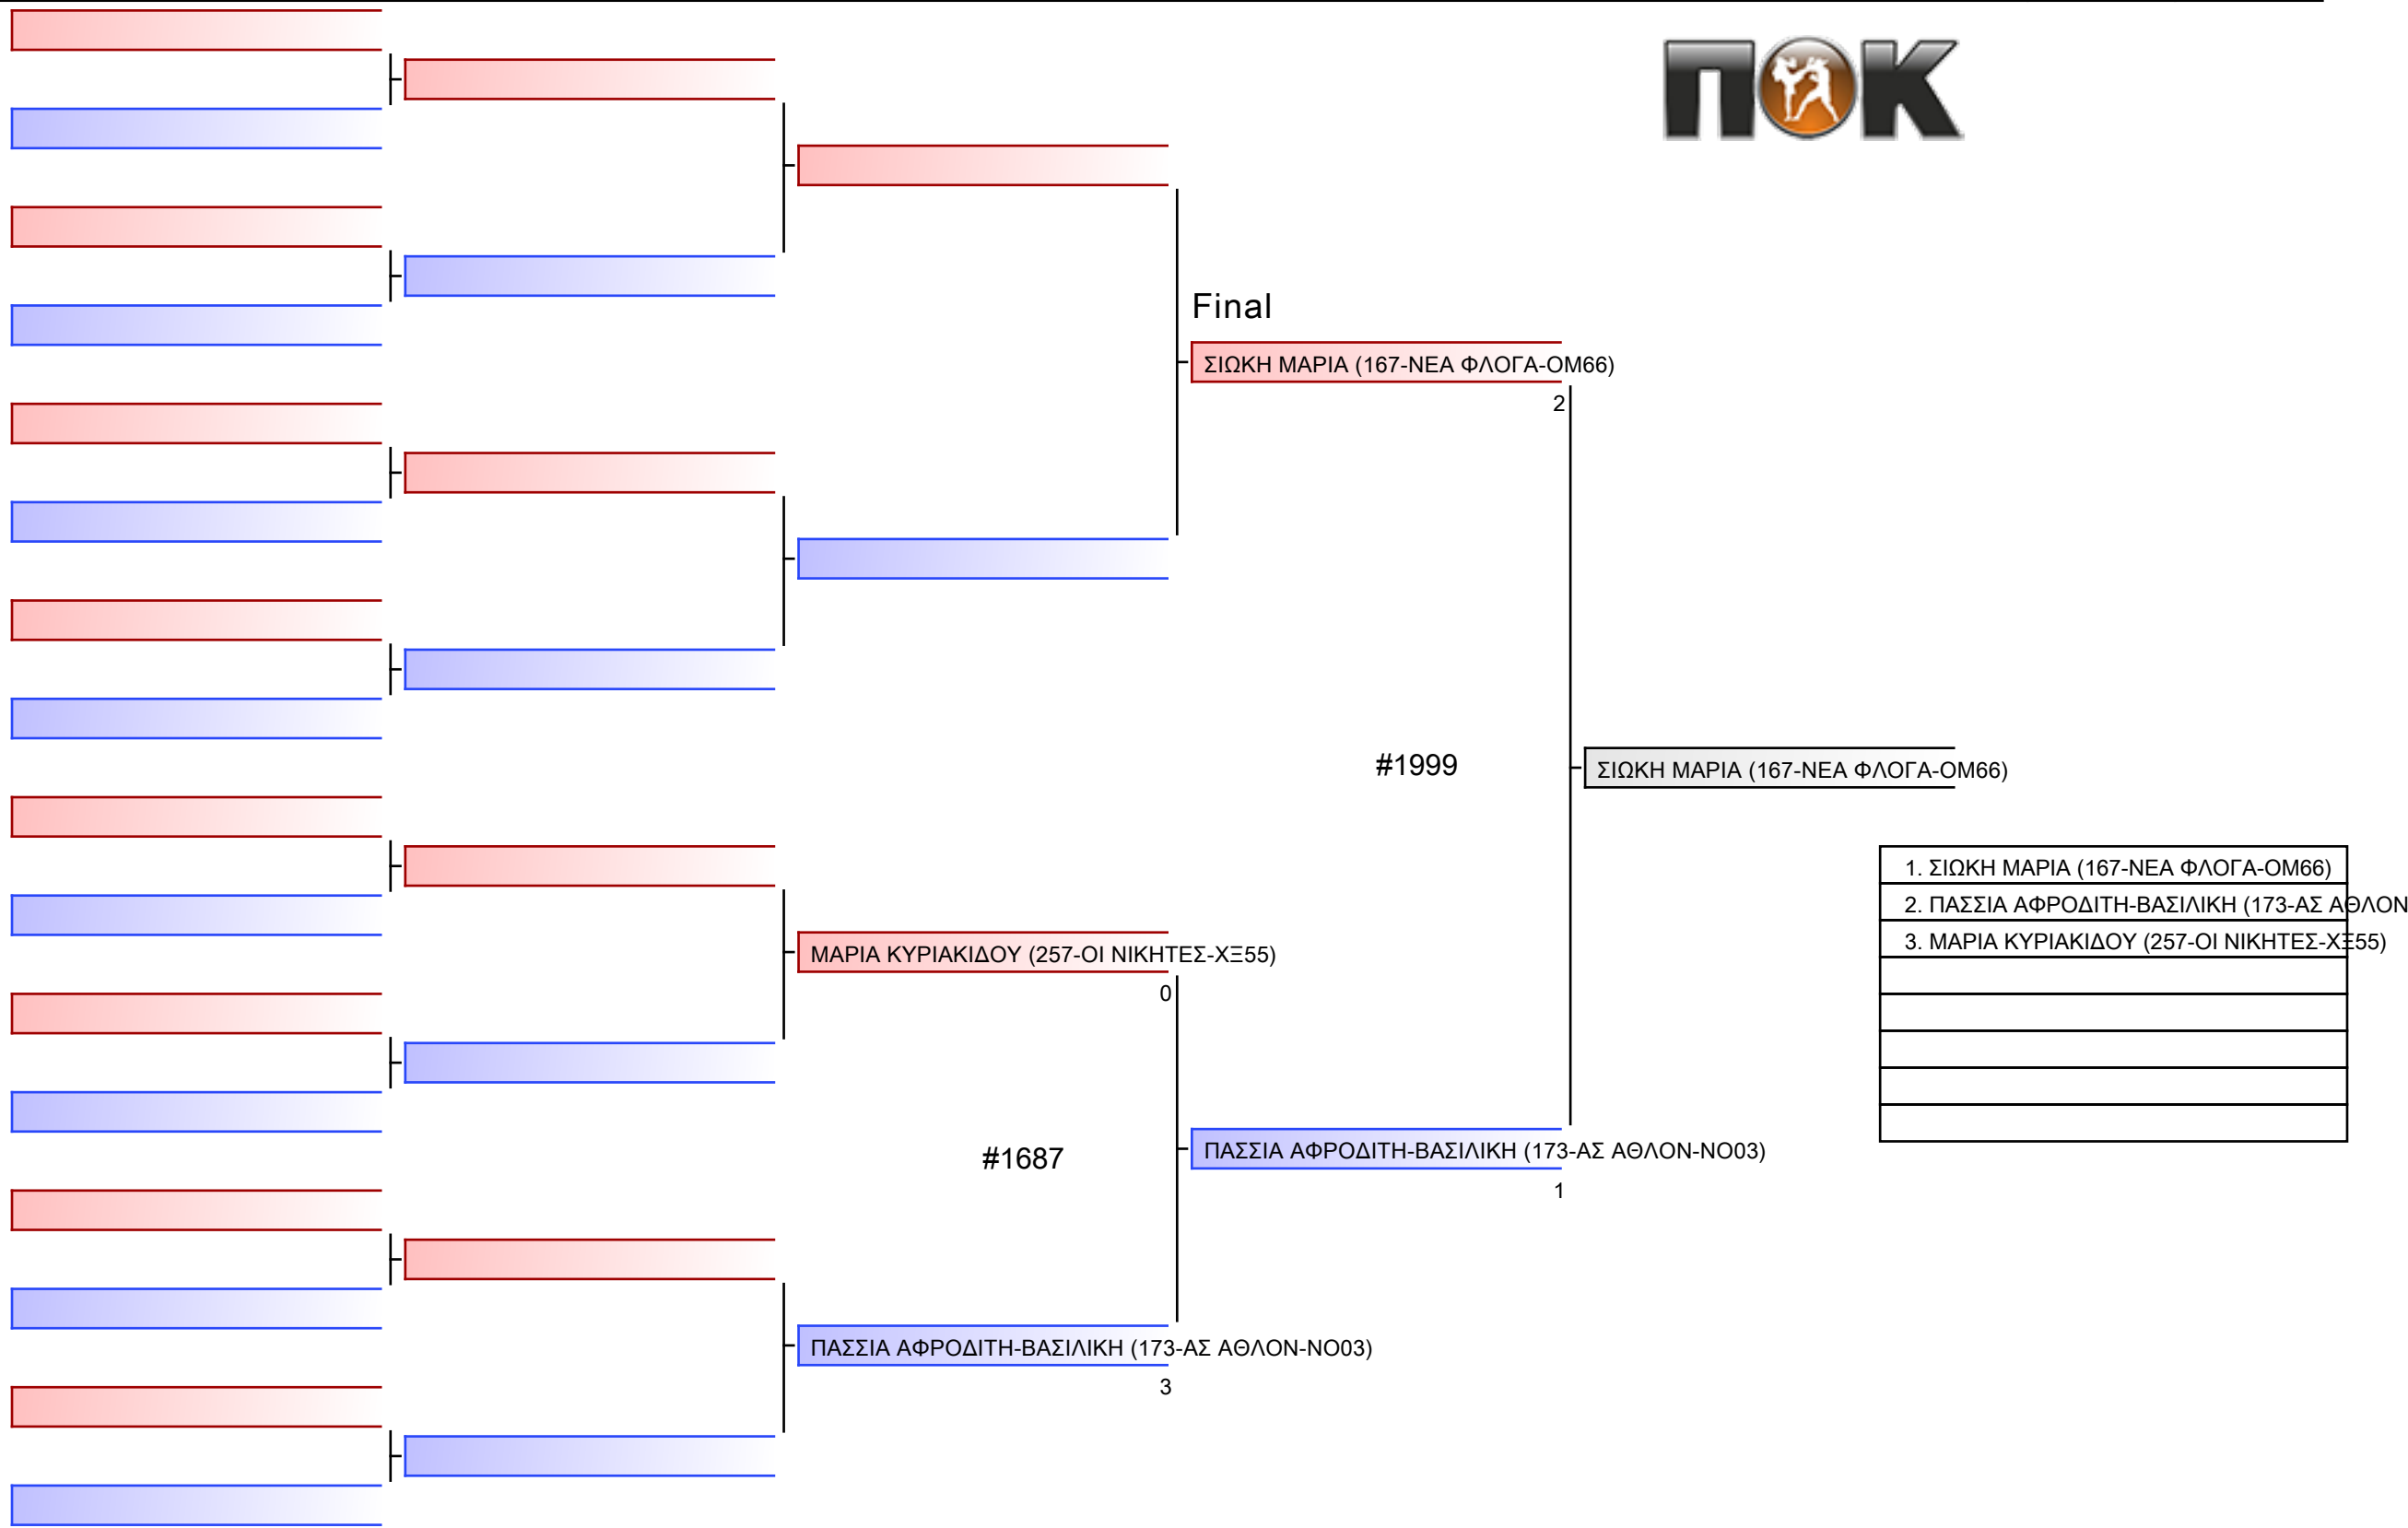 ΠΟΚ
Final
ΣΙΩΚΗ ΜΑΡΙΑ (167-ΝΕΑ ΦΛΟΓΑ-ΟΜ66)
2
#1999
ΣΙΩΚΗ ΜΑΡΙΑ (167-ΝΕΑ ΦΛΟΓΑ-ΟΜ66)
1. ΣΙΩΚΗ ΜΑΡΙΑ (167-ΝΕΑ ΦΛΟΓΑ-ΟΜ66)
2. ΠΑΣΣΙΑ ΑΦΡΟΔΙΤΗ-ΒΑΣΙΛΙΚΗ (173-ΑΣ ΑΘΛΟΝ
3. ΜΑΡΙΑ ΚΥΡΙΑΚΙΔΟΥ (257-ΟΙ ΝΙΚΗΤΕΣ-ΧΞ55)
ΜΑΡΙΑ ΚΥΡΙΑΚΙΔΟΥ (257-ΟΙ ΝΙΚΗΤΕΣ-ΧΞ55)
0
#1687
ΠΑΣΣΙΑ ΑΦΡΟΔΙΤΗ-ΒΑΣΙΛΙΚΗ (173-ΑΣ ΑΘΛΟΝ-ΝΟ03)
1
ΠΑΣΣΙΑ ΑΦΡΟΔΙΤΗ-ΒΑΣΙΛΙΚΗ (173-ΑΣ ΑΘΛΟΝ-ΝΟ03)
3